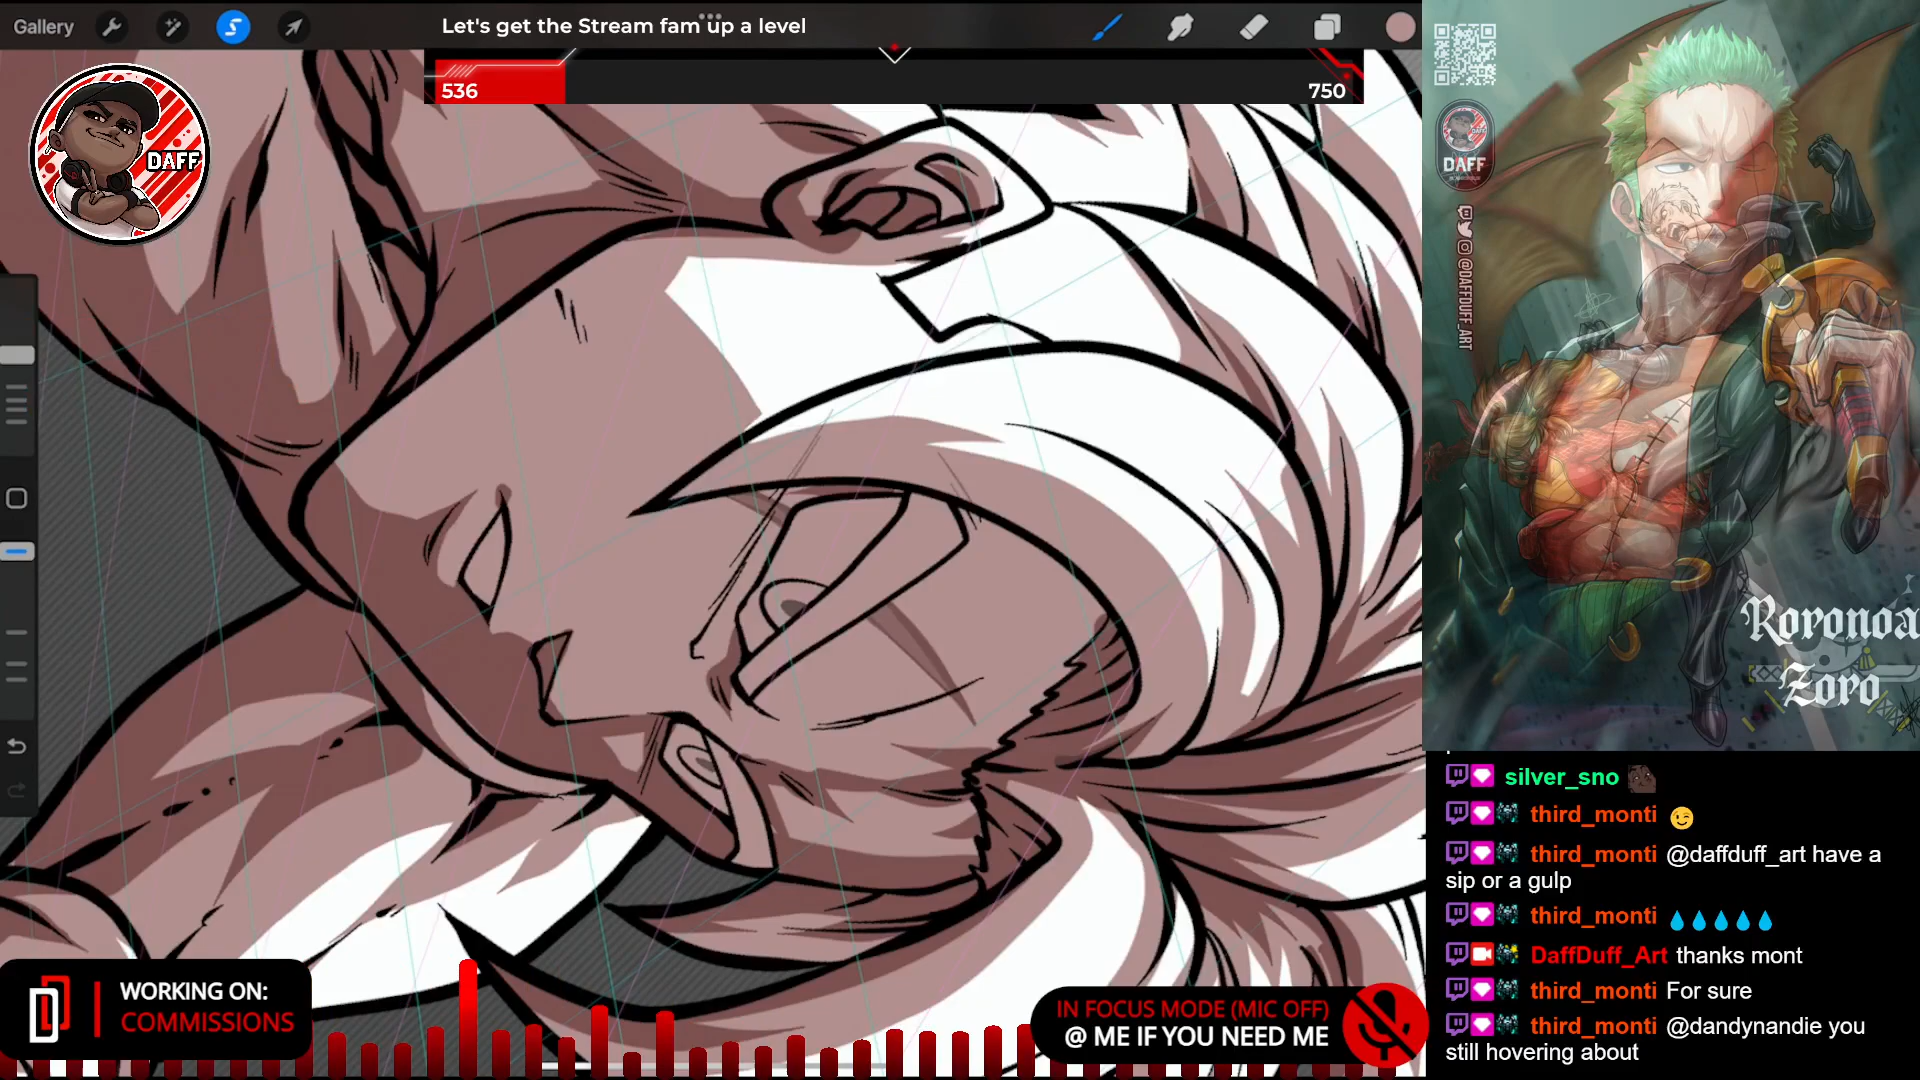 Gallery
Let's get the Stream fam up a level
536
750
DAFF
DAFF
@DAFFDUFF_ART
Roronoa
Zoro
silver_sno
third_monti
third_monti @daffduff_art have a
sip or a gulp
third_monti
DaffDuff_Art thanks mont
third_monti For sure
third_monti @dandynandie you
still hovering about
WORKING ON:
COMMISSIONS
IN FOCUS MODE (MIC OFF)
@ ME IF YOU NEED ME